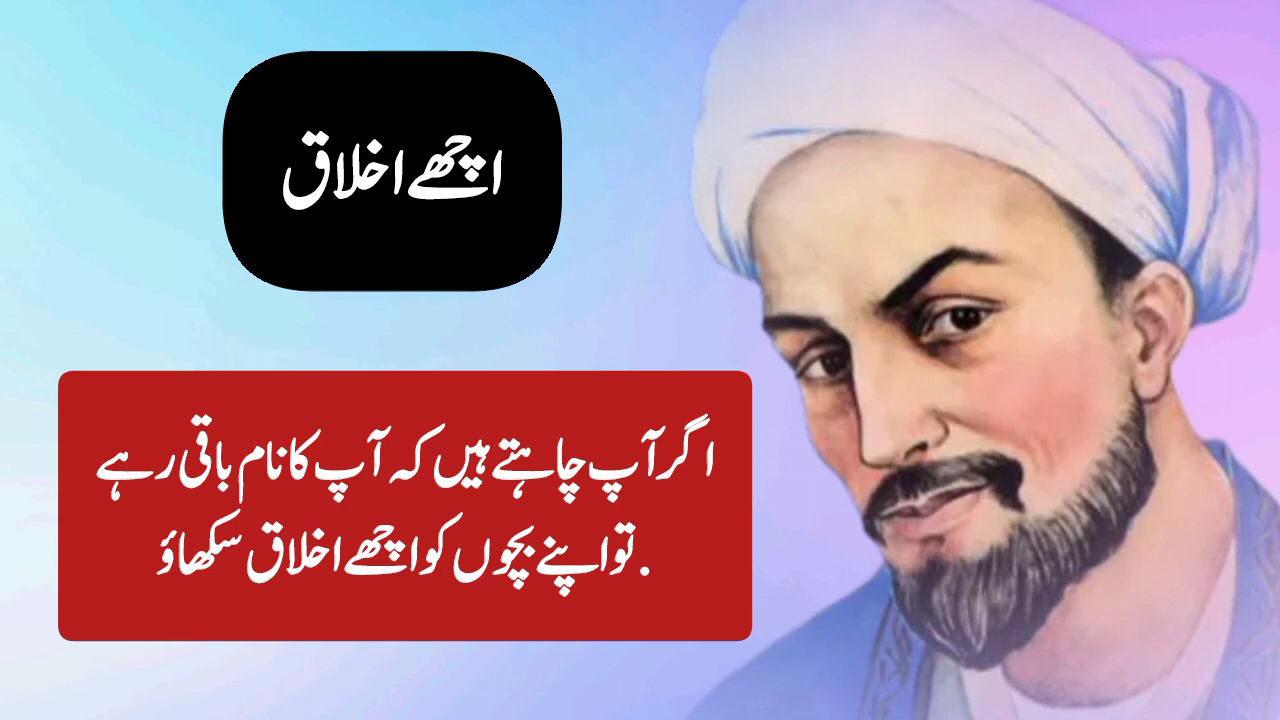 اچھے اخلاق
اگر آپ چاہتے ہیں کہ آپ کا نام باقی رہے
تو اپنے بچوں کو اچھے اخلاق سکھاؤ.